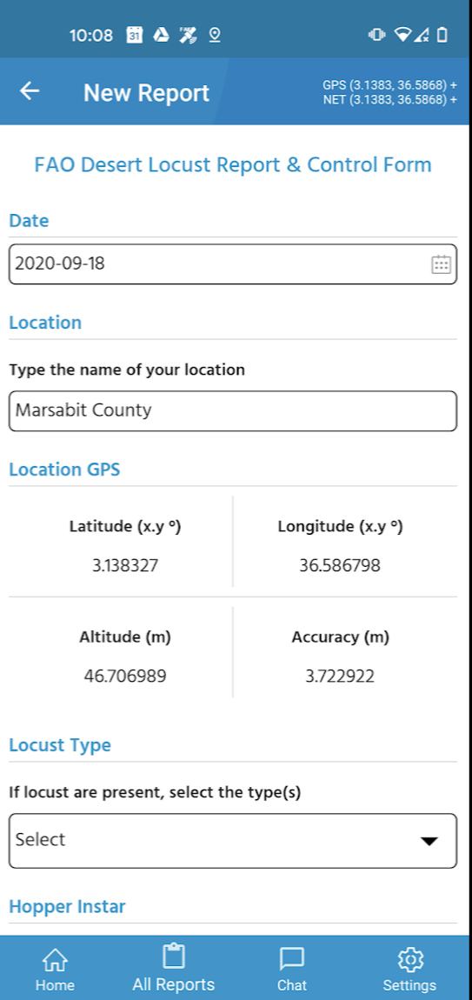 10:08 31
New Report
GPS (3.1383, 36.5868) +
NET (3.1383, 36.5868) +
FAO Desert Locust Report & Control Form
Date
2020-09-18
Location
Type the name of your location
Marsabit County
Location GPS
Latitude (x.y º) Longitude (x.y º)
3.138327 36.586798
Altitude (m) Accuracy (m)
46.706989 3.722922
Locust Type
If locust are present, select the type(s)
Select
Hopper Instar
Home All Reports Chat Settings